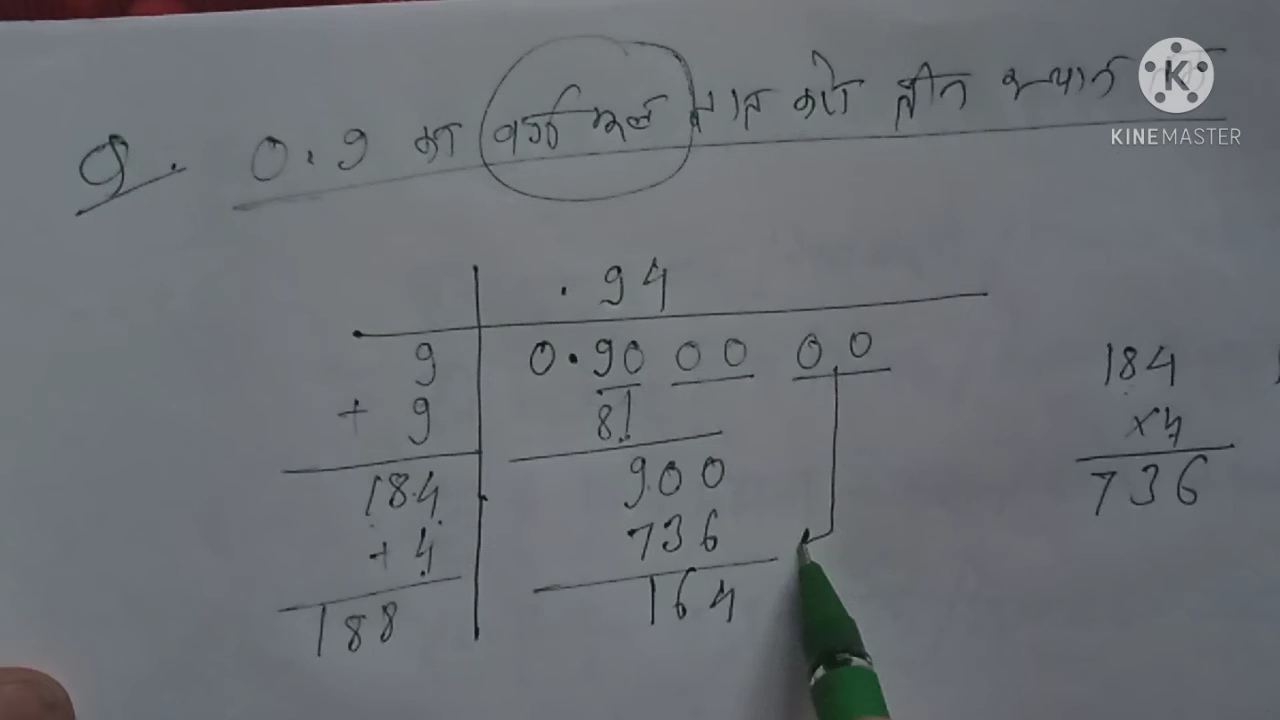 Q. 0.9 का वर्ग मूल मान करो तीन स्थान
KINEMASTER
.94
9 0.90 00 00
+ 9 81
184 900
+ 4 736
188 164
184
×4
736